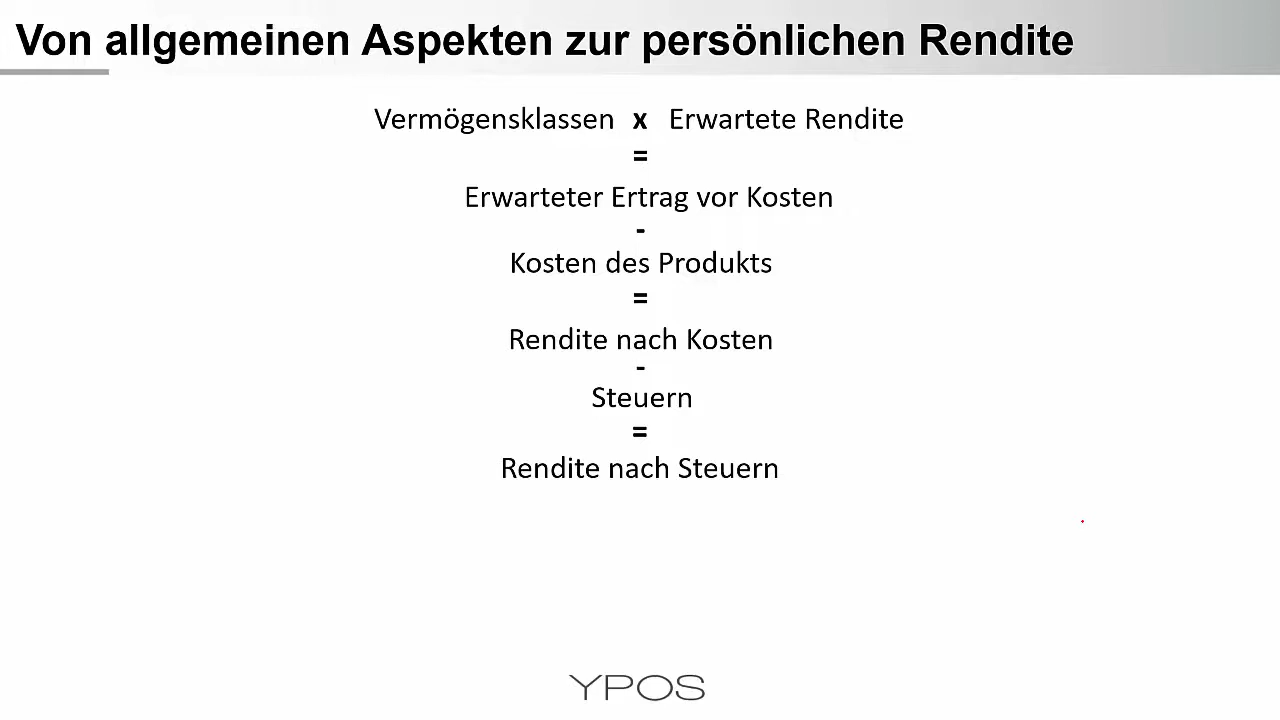 Von allgemeinen Aspekten zur persönlichen Rendite
Vermögensklassen x Erwartete Rendite
=
Erwarteter Ertrag vor Kosten
-
Kosten des Produkts
=
Rendite nach Kosten
-
Steuern
=
Rendite nach Steuern
YPOS